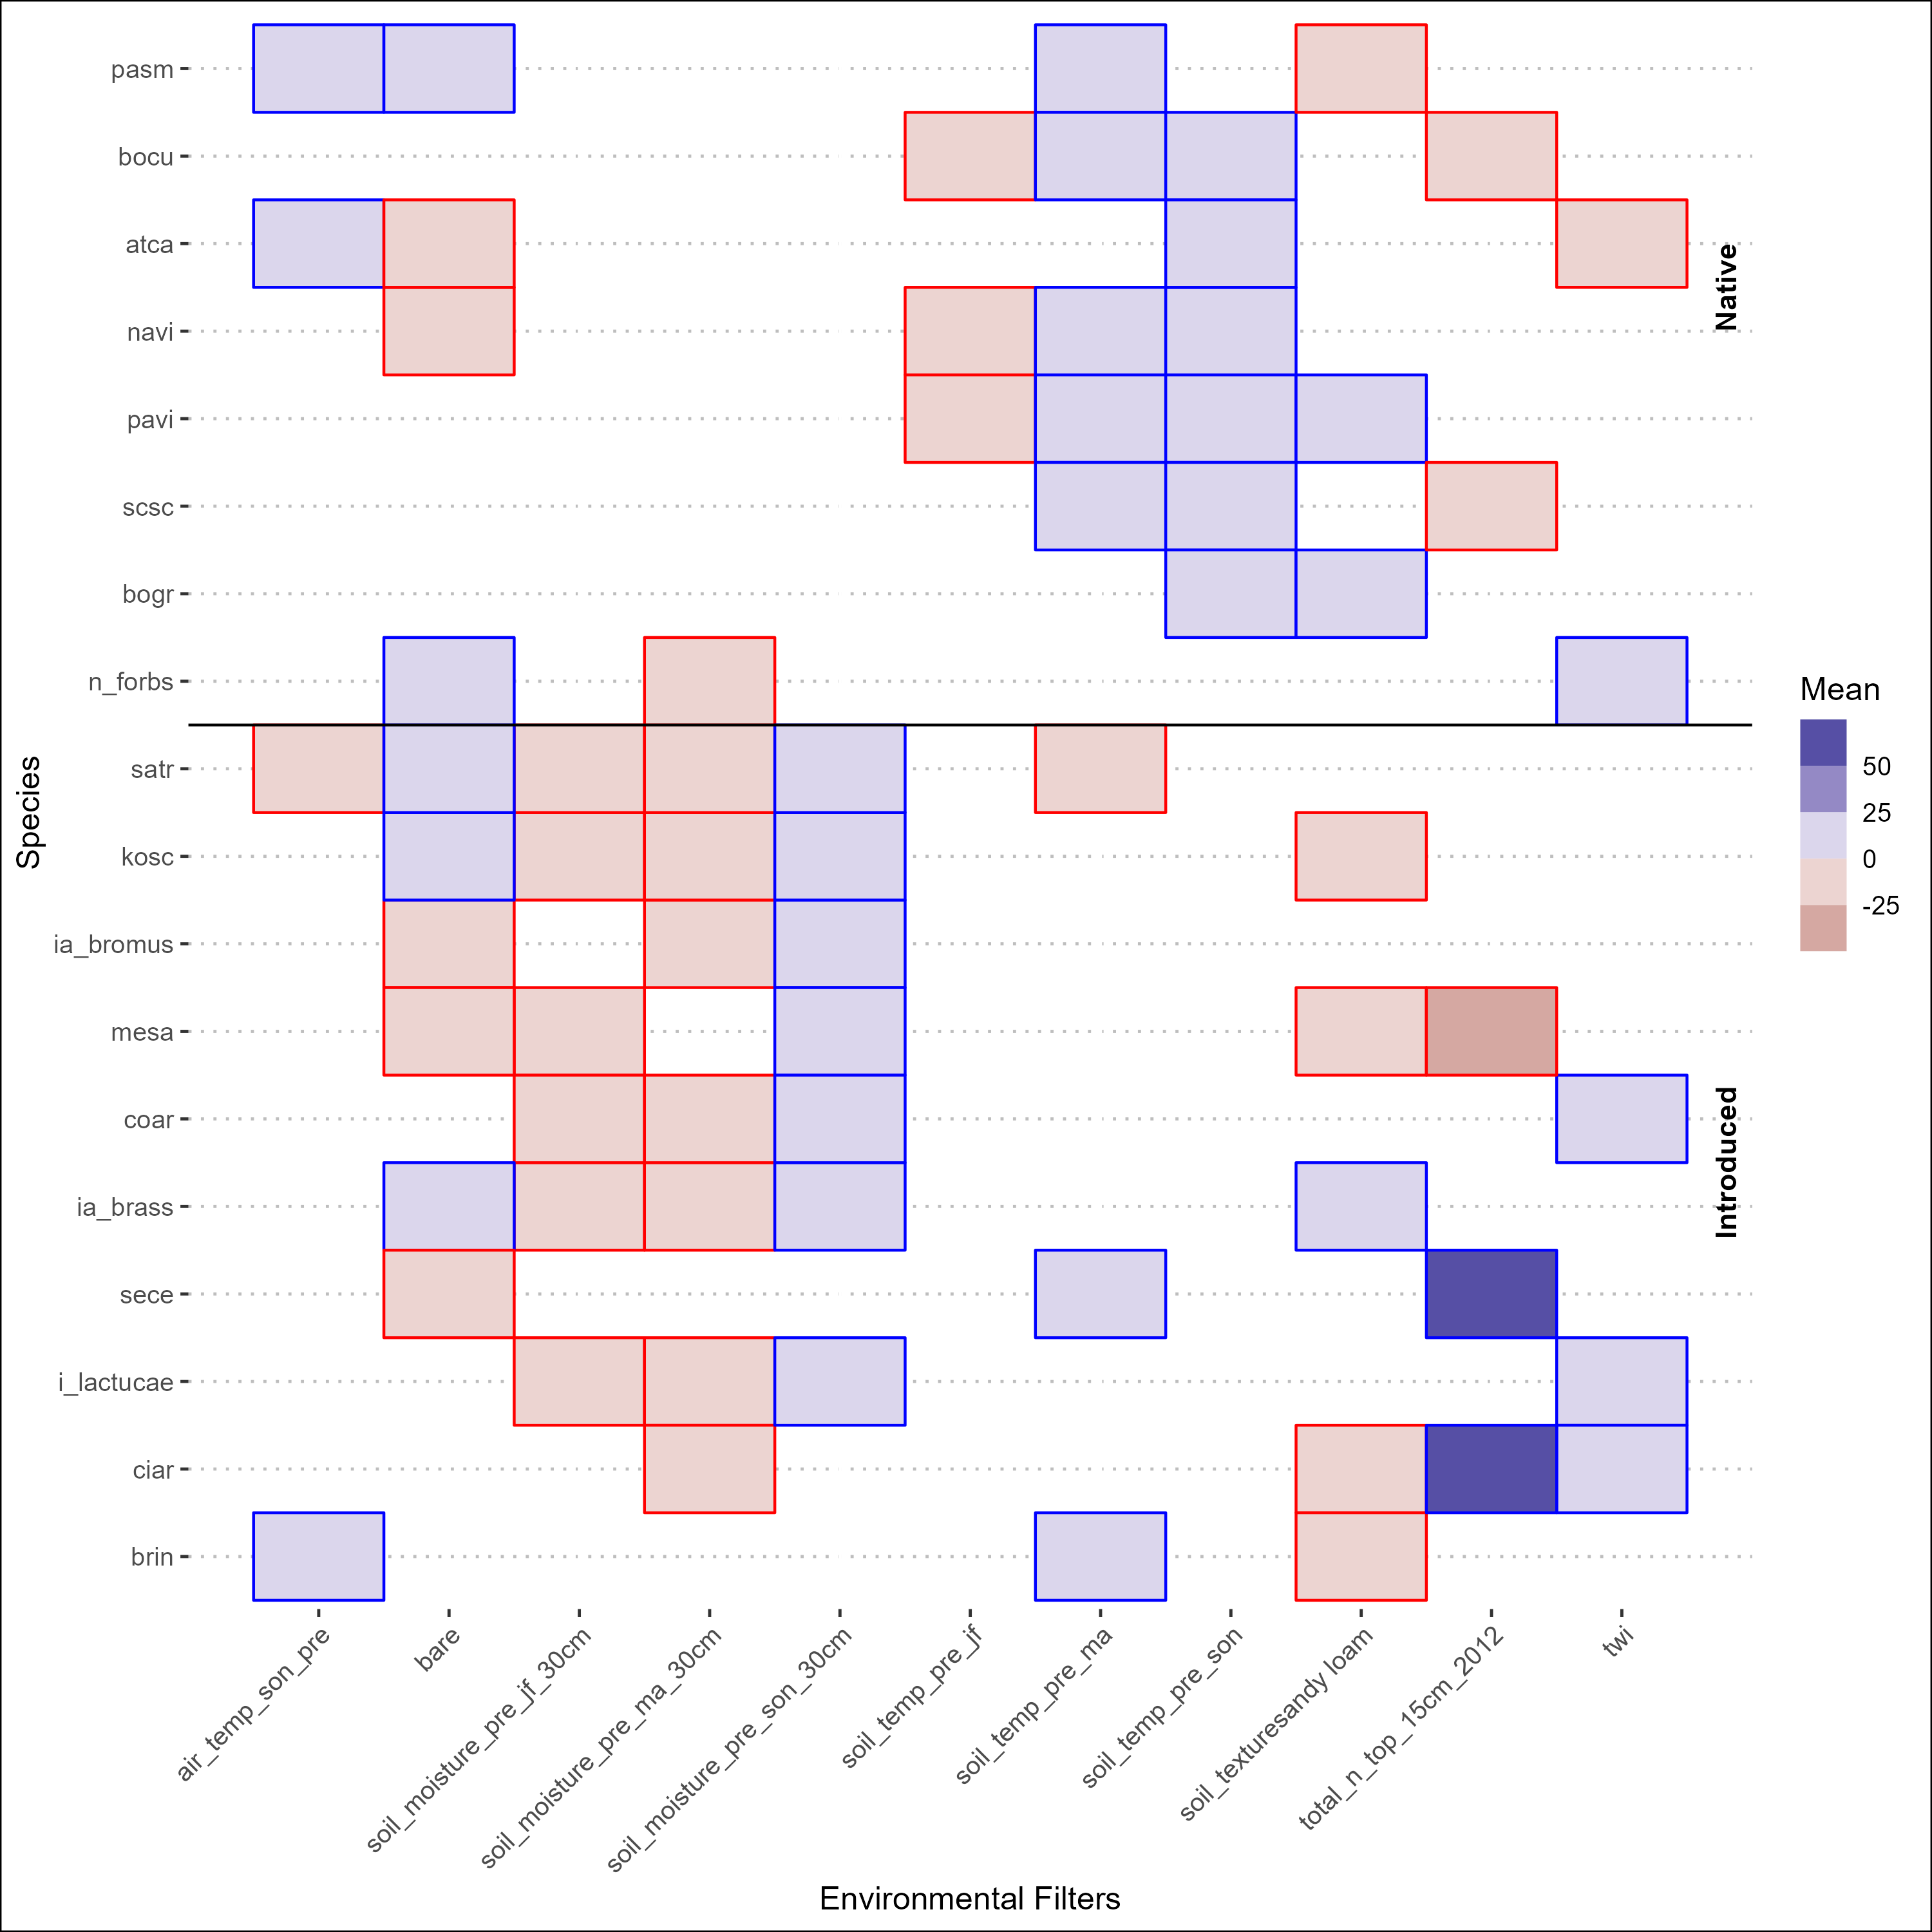 pasm
bocu
atca
navi
pavi
scsc
bogr
n_forbs
satr
kosc
ia_bromus
mesa
coar
ia_brass
sece
i_lactucae
ciar
brin
Species
Native
Introduced
Mean
50
25
0
-25
air_temp_son_pre
bare
soil_moisture_pre_jf_30cm
soil_moisture_pre_ma_30cm
soil_moisture_pre_son_30cm
soil_temp_pre_jf
soil_temp_pre_ma
soil_temp_pre_son
soil_texturesandy loam
total_n_top_15cm_2012
twi
Environmental Filters